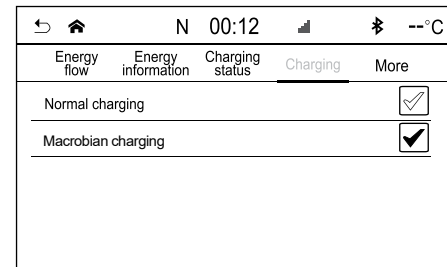 N 00:12 --°C
Energy flow Energy information Charging status Charging More
Normal charging
Macrobian charging